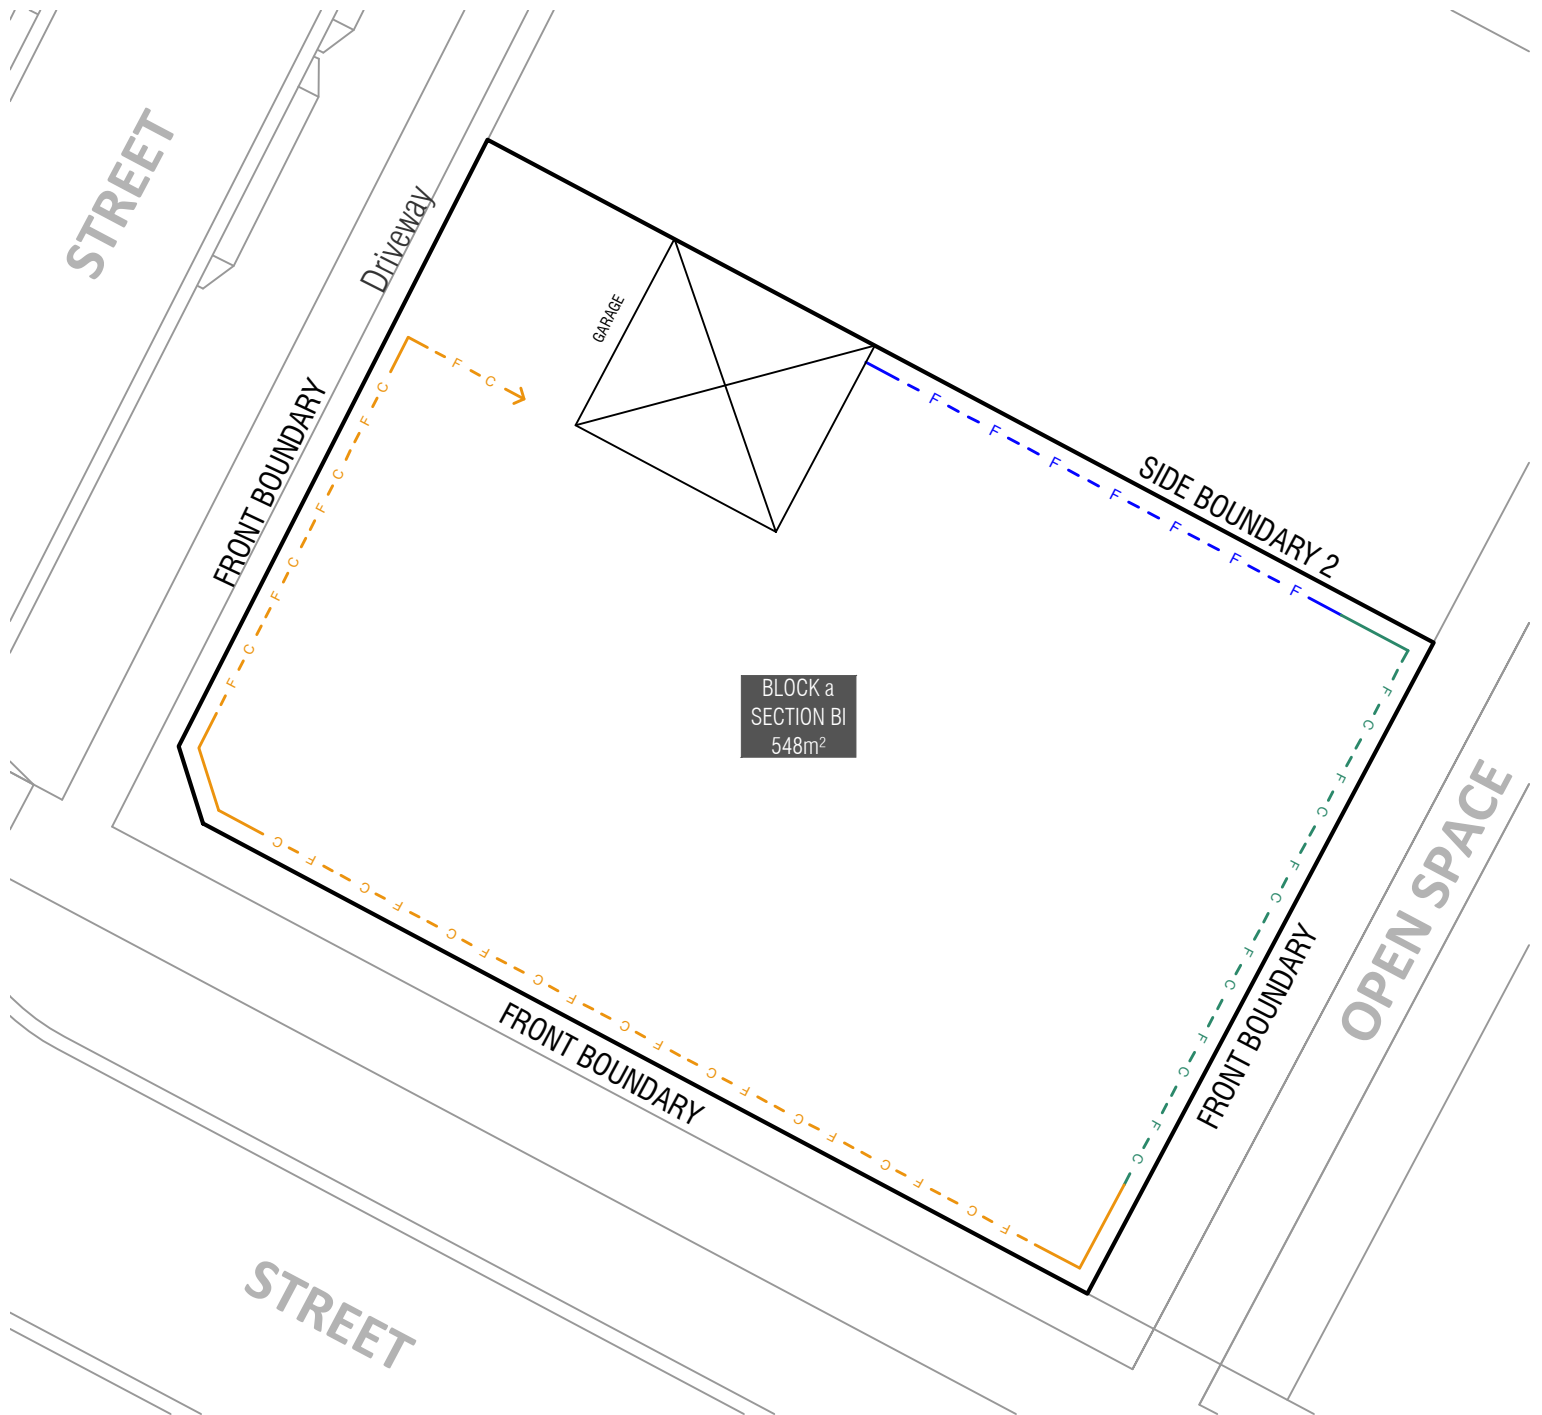 STREET
Driveway
GARAGE
FRONT BOUNDARY
F C
C F C F C F C F
F F F F F F F
SIDE BOUNDARY 2
BLOCK a
SECTION BI
548m²
F C F C F C F C F C F C
OPEN SPACE
FRONT BOUNDARY
C F C F C F C F C F C F C F C F C F
FRONT BOUNDARY
STREET